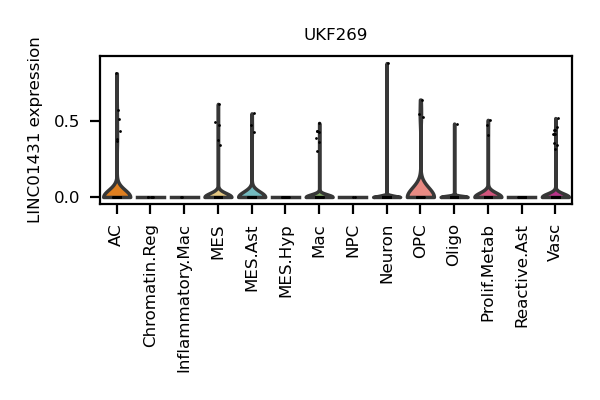 UKF269
LINC01431 expression
0.5
0.0
AC
Chromatin.Reg
Inflammatory.Mac
MES
MES.Ast
MES.Hyp
Mac
NPC
Neuron
OPC
Oligo
Prolif.Metab
Reactive.Ast
Vasc